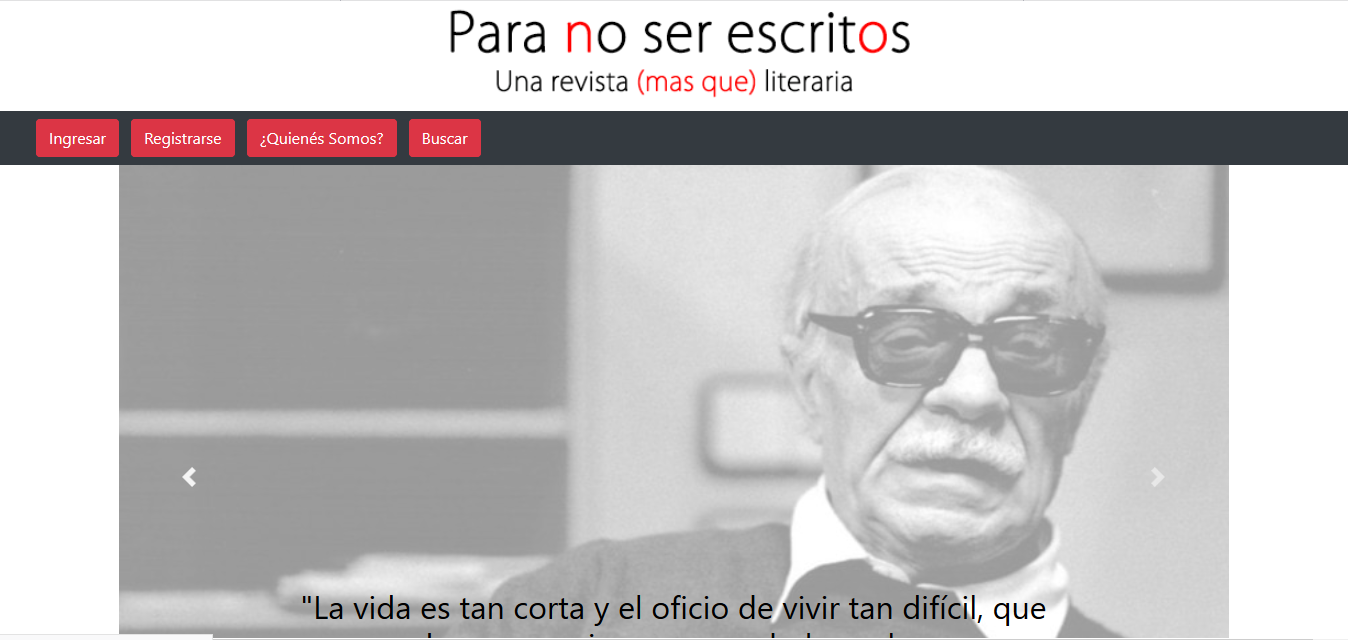 Para no ser escritos
Una revista (mas que) literaria
Ingresar
Registrarse
¿Quienés Somos?
Buscar
"La vida es tan corta y el oficio de vivir tan difícil, que